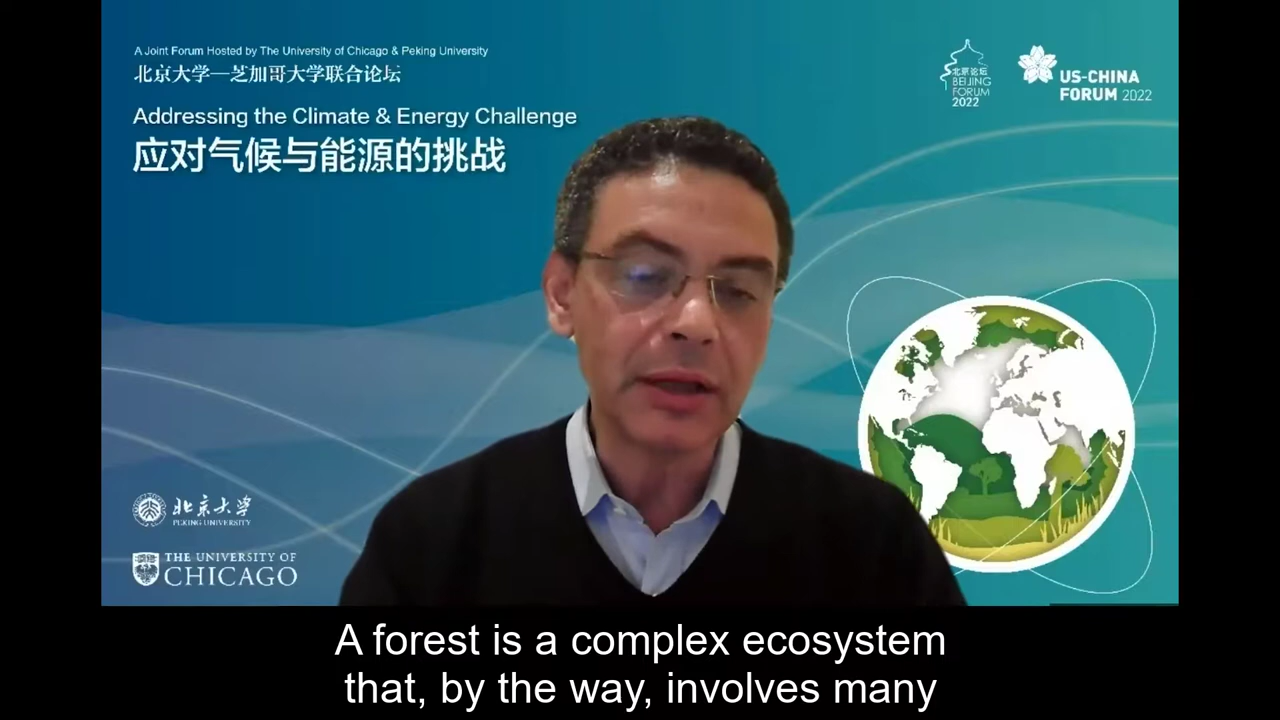 A Joint Forum Hosted by The University of Chicago & Peking University
北京大学—芝加哥大学联合论坛
Addressing the Climate & Energy Challenge
应对气候与能源的挑战
北京论坛
BEIJING
FORUM
2022
US-CHINA
FORUM 2022
北京大学
PEKING UNIVERSITY
THE UNIVERSITY OF
CHICAGO
A forest is a complex ecosystem
that, by the way, involves many